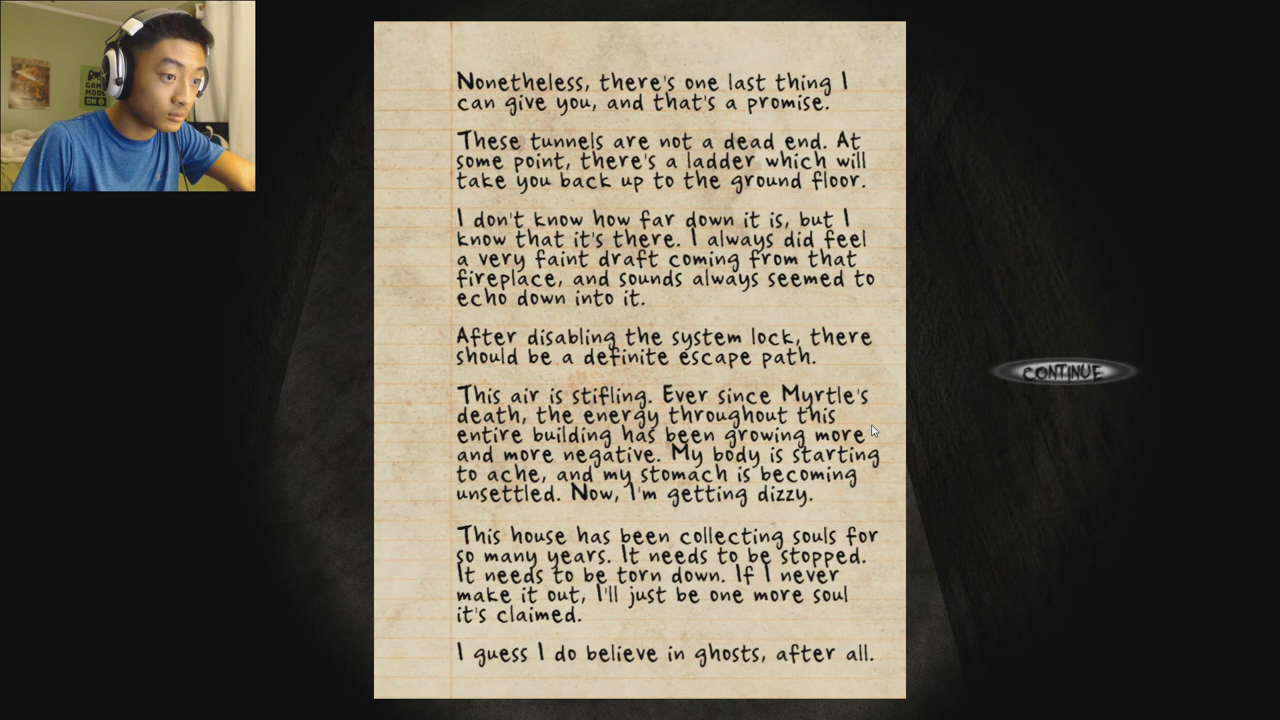 GAME
MODE
ON
Nonetheless, there's one last thing I
can give you, and that's a promise.
These tunnels are not a dead end. At
some point, there's a ladder which will
take you back up to the ground floor.
I don't know how far down it is, but I
know that it's there. I always did feel
a very faint draft coming from that
fireplace, and sounds always seemed to
echo down into it.
After disabling the system lock, there
should be a definite escape path.
This air is stifling. Ever since Myrtle's
death, the energy throughout this
entire building has been growing more
and more negative. My body is starting
to ache, and my stomach is becoming
unsettled. Now, I'm getting dizzy.
This house has been collecting souls for
so many years. It needs to be stopped.
It needs to be torn down. If I never
make it out, I'll just be one more soul
it's claimed.
I guess I do believe in ghosts, after all.
CONTINUE